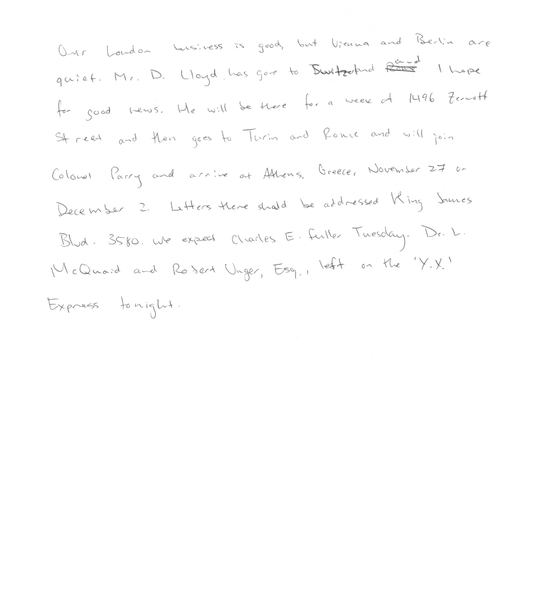 Our London business is good, but Vienna and Berlin are
quiet. Mr. D. Lloyd has gone to Switzerland and I hope
for good news. He will be there for a week at 1496 Zermott
Street and then goes to Turin and Rome and will join
Colonel Parry and arrive at Athens, Greece, November 27 or
December 2. Letters there should be addressed King James
Blvd. 3580. We expect Charles E. Fuller Tuesday. Dr. L.
McQuaid and Robert Unger, Esq., left on the 'Y.X.'
Express tonight.